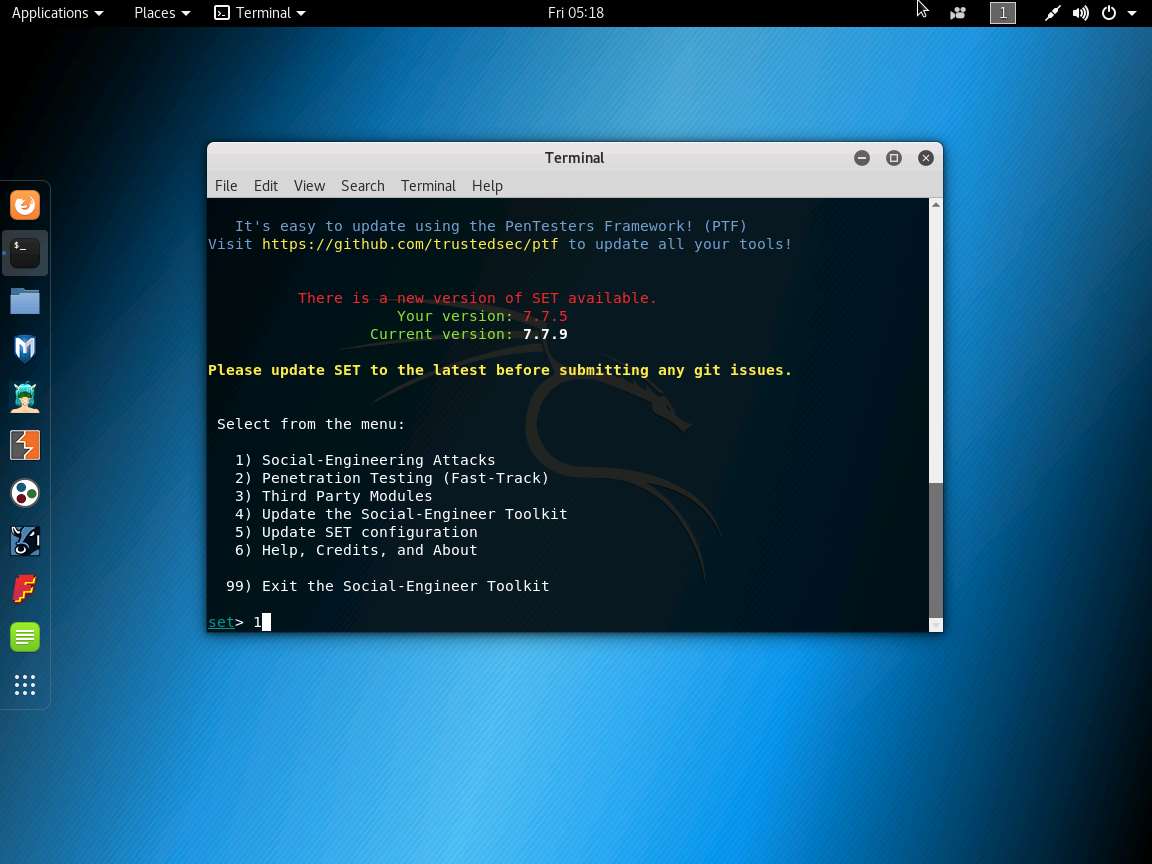 Applications Places Terminal Fri 05:18 1
Terminal
File Edit View Search Terminal Help
It's easy to update using the PenTesters Framework! (PTF)
Visit https://github.com/trustedsec/ptf to update all your tools!
There is a new version of SET available.
Your version: 7.7.5
Current version: 7.7.9
Please update SET to the latest before submitting any git issues.
Select from the menu:
1) Social-Engineering Attacks
2) Penetration Testing (Fast-Track)
3) Third Party Modules
4) Update the Social-Engineer Toolkit
5) Update SET configuration
6) Help, Credits, and About
99) Exit the Social-Engineer Toolkit
set> 1